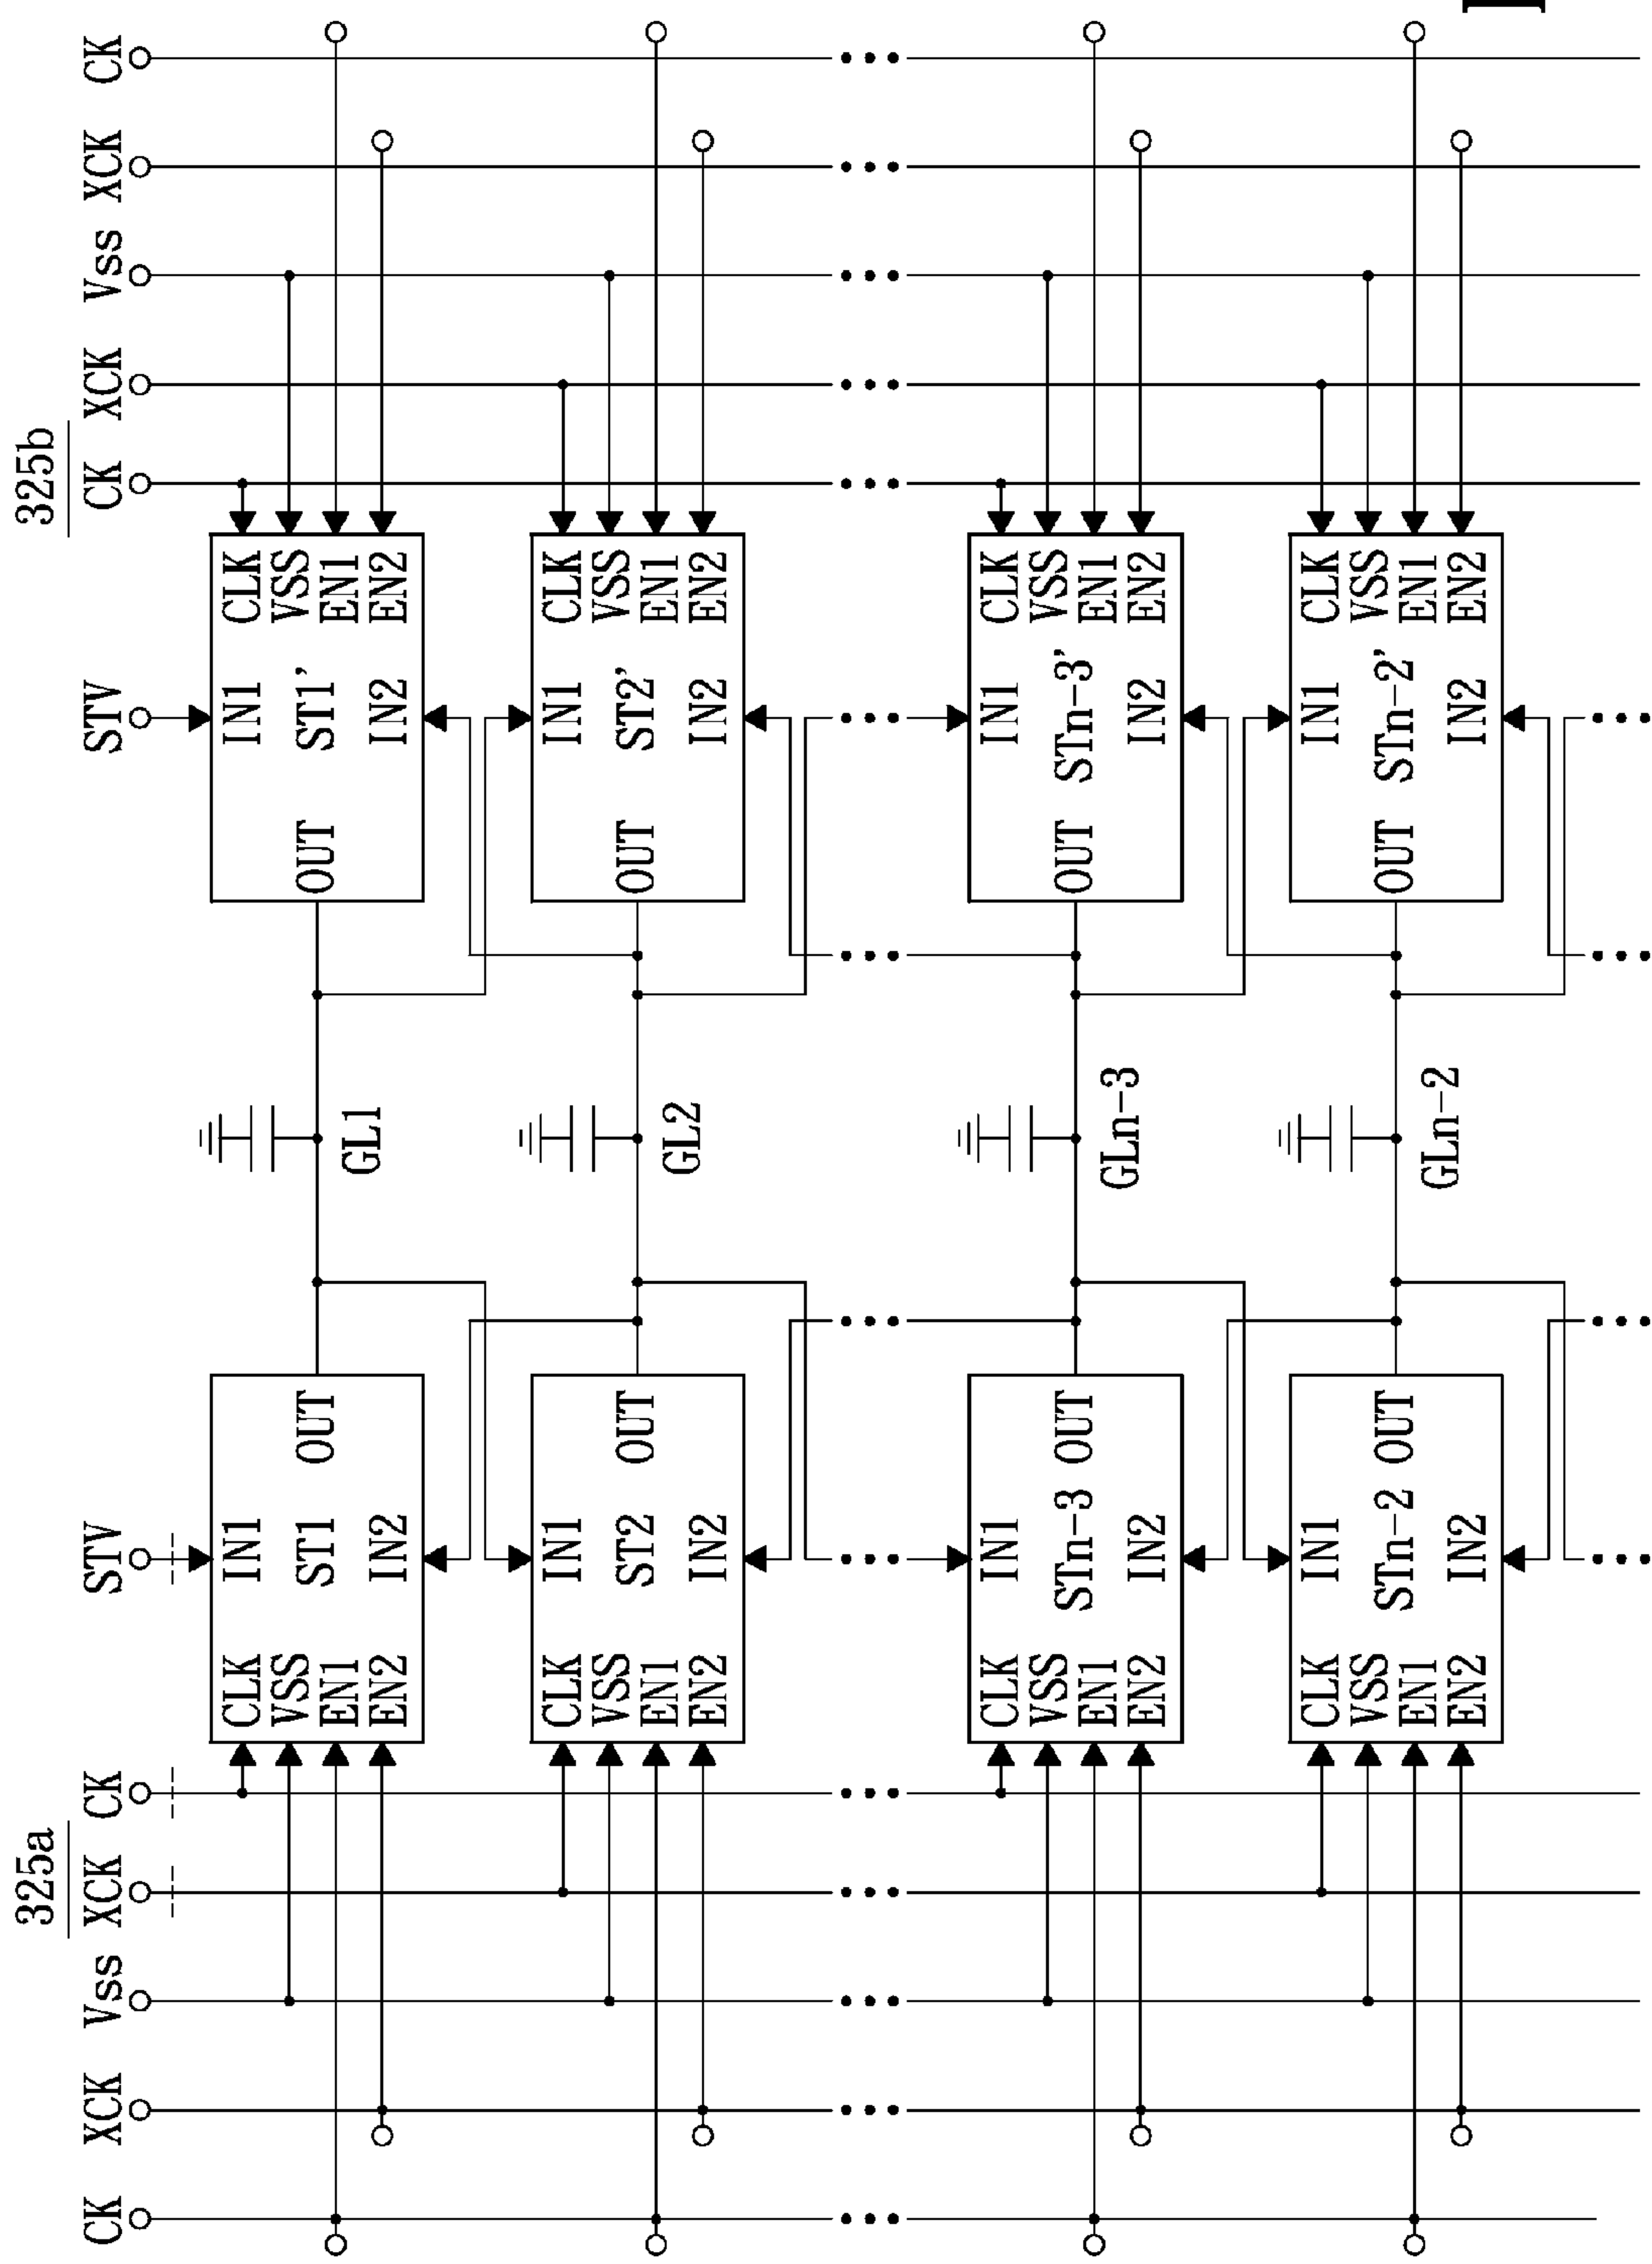 325a 325b
CK XCK Vss XCK CK STV STV CK XCK Vss XCK CK
CLK IN1 IN1 CLK
VSS VSS
ST1 OUT OUT ST1'
EN1 EN1
GL1
EN2 IN2 IN2 EN2
CLK IN1 IN1 CLK
VSS VSS
ST2 OUT OUT ST2'
EN1 EN1
GL2
EN2 IN2 IN2 EN2
CLK IN1 IN1 CLK
VSS VSS
STn-3 OUT OUT STn-3'
EN1 EN1
GLn-3
EN2 IN2 IN2 EN2
CLK IN1 IN1 CLK
VSS VSS
STn-2 OUT OUT STn-2'
EN1 EN1
GLn-2
EN2 IN2 IN2 EN2